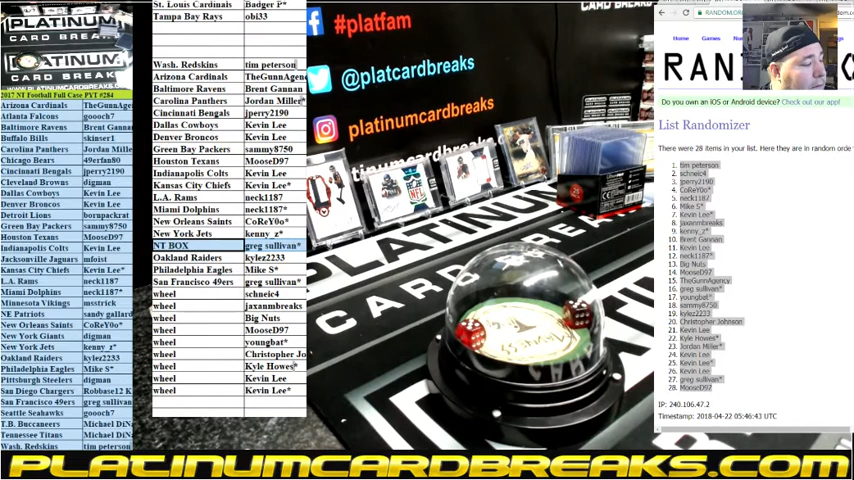 PLATINUM
CARD BREAKS
PLATINUM
2017 NT Football Full Case PYT #284
Arizona Cardinals TheGunnAge
Atlanta Falcons goooch7
Baltimore Ravens Brent Gannan
Buffalo Bills skinser1
Carolina Panthers Jordan Mille
Chicago Bears 49erfan80
Cincinnati Bengals jperry2190
Cleveland Browns digman
Dallas Cowboys Kevin Lee
Denver Broncos Kevin Lee
Detroit Lions bornpackrat
Green Bay Packers sammy8750
Houston Texans MooseD97
Indianapolis Colts Kevin Lee
Jacksonville Jaguars mfoist
Kansas City Chiefs Kevin Lee*
L.A. Rams neck1187
Miami Dolphins neck1187*
Minnesota Vikings msstrick
NE Patriots sandy gallard
New Orleans Saints CoReY0o*
New York Giants digman
New York Jets kenny_z*
Oakland Raiders kylez2233
Philadelphia Eagles Mike S*
Pittsburg Steelers digman
San Diego Chargers Robbase12 K
San Francisco 49ers greg sullivan
Seattle Seahawks goooch7
T.B. Buccaneers Michael DiN
Tennessee Titans Michael DiN
Wash. Redskins tim peterson
St. Louis Cardinals Badger P*
Tampa Bay Rays obi33
Wash. Redskins tim peterson
Arizona Cardinals TheGunnAgen
Baltimore Ravens Brent Gannan
Carolina Panthers Jordan Miller*
Cincinnati Bengals jperry2190
Dallas Cowboys Kevin Lee
Denver Broncos Kevin Lee
Green Bay Packers sammy8750
Houston Texans MooseD97
Indianapolis Colts Kevin Lee
Kansas City Chiefs Kevin Lee*
L.A. Rams neck1187
Miami Dolphins neck1187*
New Orleans Saints CoReY0o*
New York Jets kenny_z*
NT BOX greg sullivan*
Oakland Raiders kylez2233
Philadelphia Eagles Mike S*
San Francisco 49ers greg sullivan*
wheel schneic4
wheel jaxanmbreaks
wheel Big Nuts
wheel MooseD97
wheel youngbat*
wheel Christopher Jo
wheel Kyle Howes*
wheel Kevin Lee
wheel Kevin Lee*
#platfam
@platcardbreaks
platinumcardbreaks
PLATINUM
CARD BREAKS
RANDOM.OR
Home Games Num
RAN
Do you own an iOS or Android device? Check out our app!
List Randomizer
There were 28 items in your list. Here they are in random orde
1. tim peterson
2. schneic4
3. jperry2190
4. CoReY0o*
5. neck1187
6. Mike S*
7. Kevin Lee*
8. jaxanmbreaks
9. kenny_z*
10. Brent Gannan
11. Kevin Lee
12. neck1187*
13. Big Nuts
14. MooseD97
15. TheGunnAgency
16. greg sullivan*
17. youngbat*
18. sammy8750
19. kylez2233
20. Christopher Johnson
21. Kevin Lee
22. Kyle Howes*
23. Jordan Miller*
24. Kevin Lee
25. Kevin Lee
26. Kevin Lee*
27. greg sullivan*
28. MooseD97
IP: 240.106.47.2
Timestamp: 2018-04-22 05:46:43 UTC
PLATINUMCARDBREAKS.COM